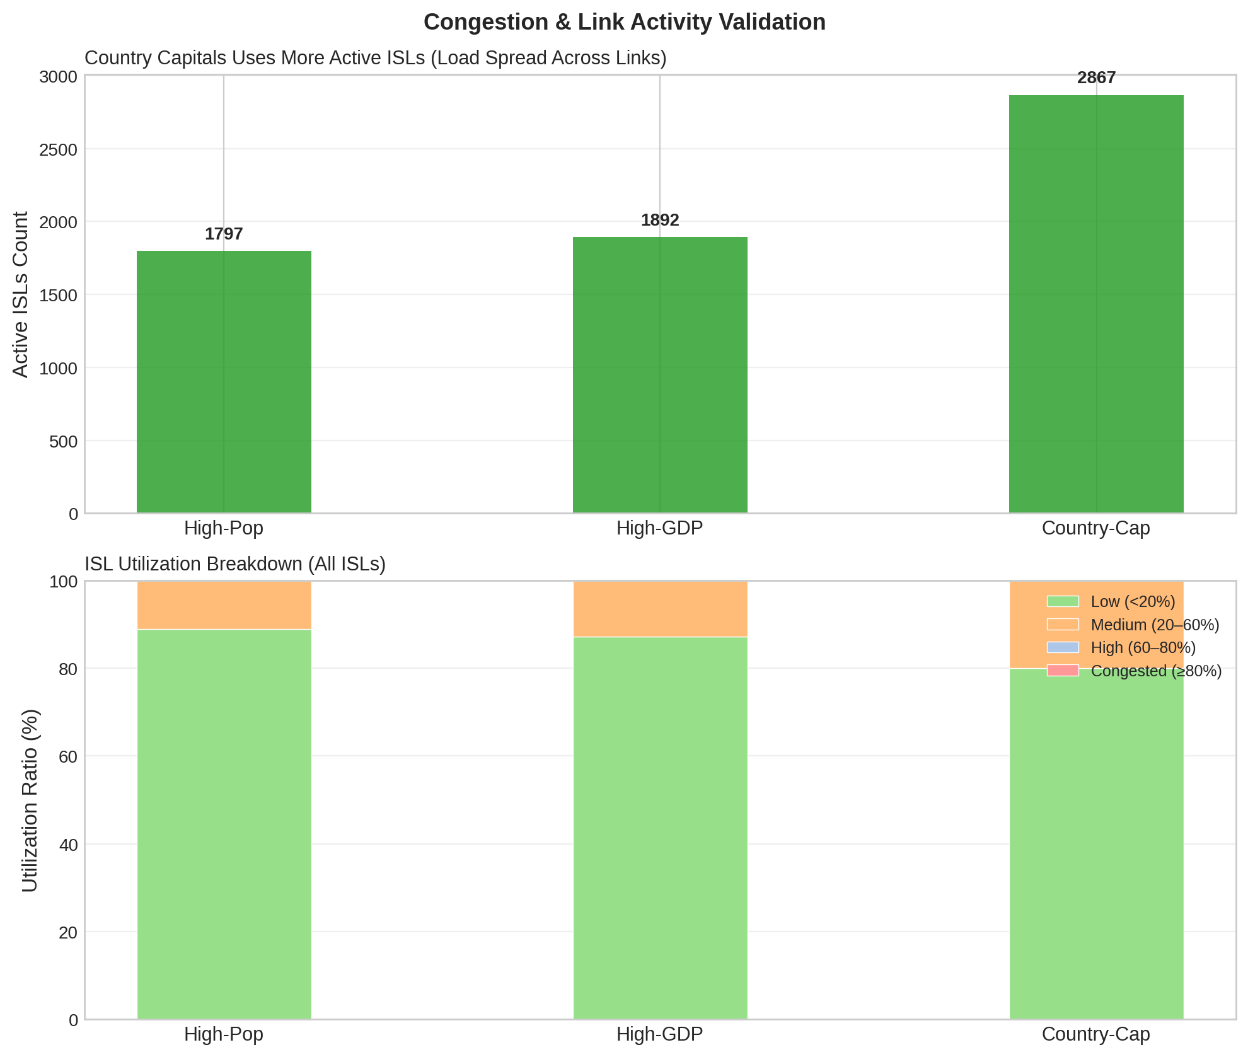 Congestion & Link Activity Validation
Country Capitals Uses More Active ISLs (Load Spread Across Links)
Active ISLs Count
3000
2500
2000
1500
1000
500
0
1797
1892
2867
High-Pop
High-GDP
Country-Cap
ISL Utilization Breakdown (All ISLs)
Utilization Ratio (%)
100
80
60
40
20
0
Low (<20%)
Medium (20–60%)
High (60–80%)
Congested (≥80%)
High-Pop
High-GDP
Country-Cap